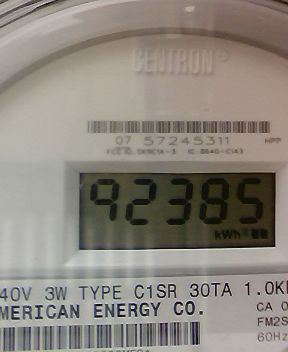 CENTRON
07 57245311 HPP
92385
kWh
40V 3W TYPE C1SR 30TA 1.0K
MERICAN ENERGY CO.
CA 0
FM2S
60Hz